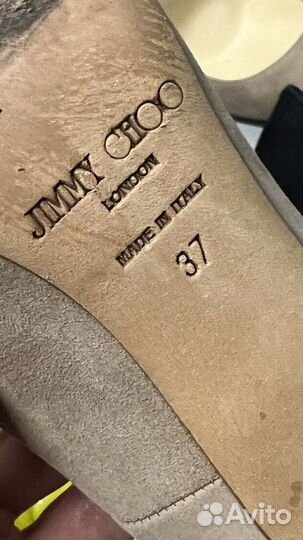 JIMMY CHOO
LONDON
MADE IN ITALY
37
Avito